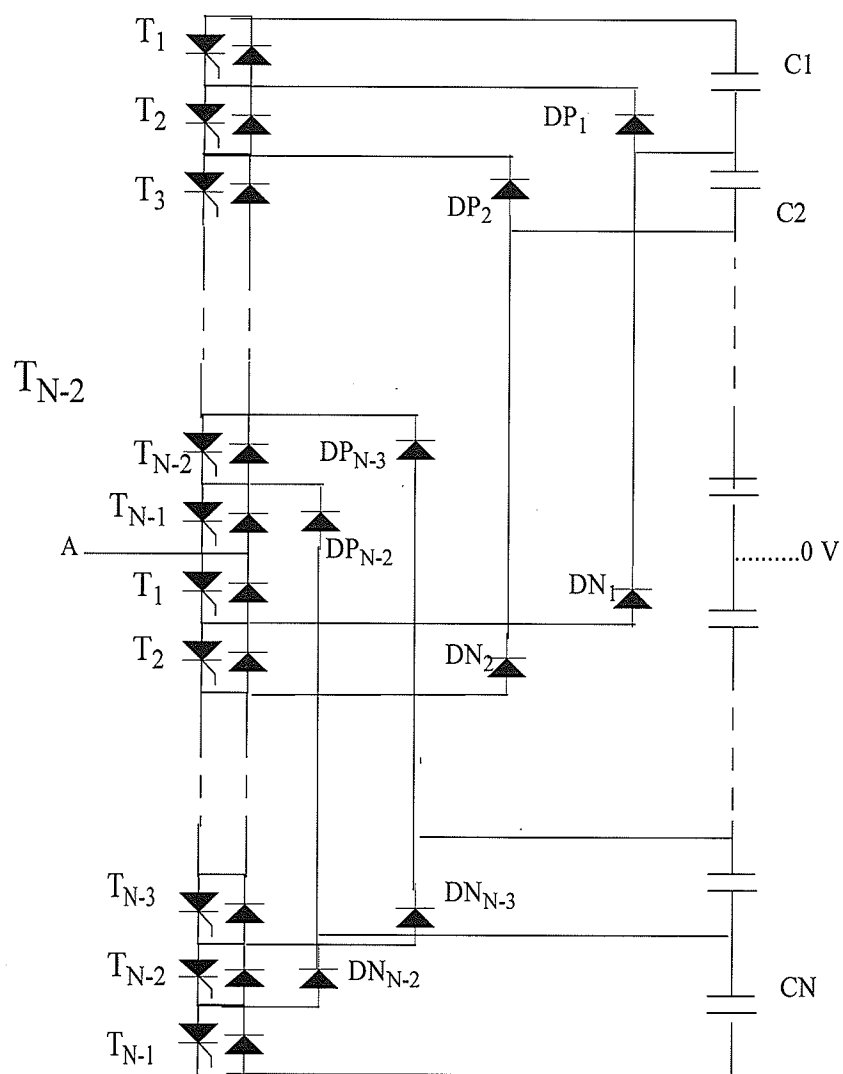 T1
C1
T2
DP1
T3
DP2
C2
TN-2
TN-2
DPN-3
TN-1
DPN-2
A
0 V
T1
DN1
T2
DN2
TN-3
DNN-3
TN-2
DNN-2
CN
TN-1